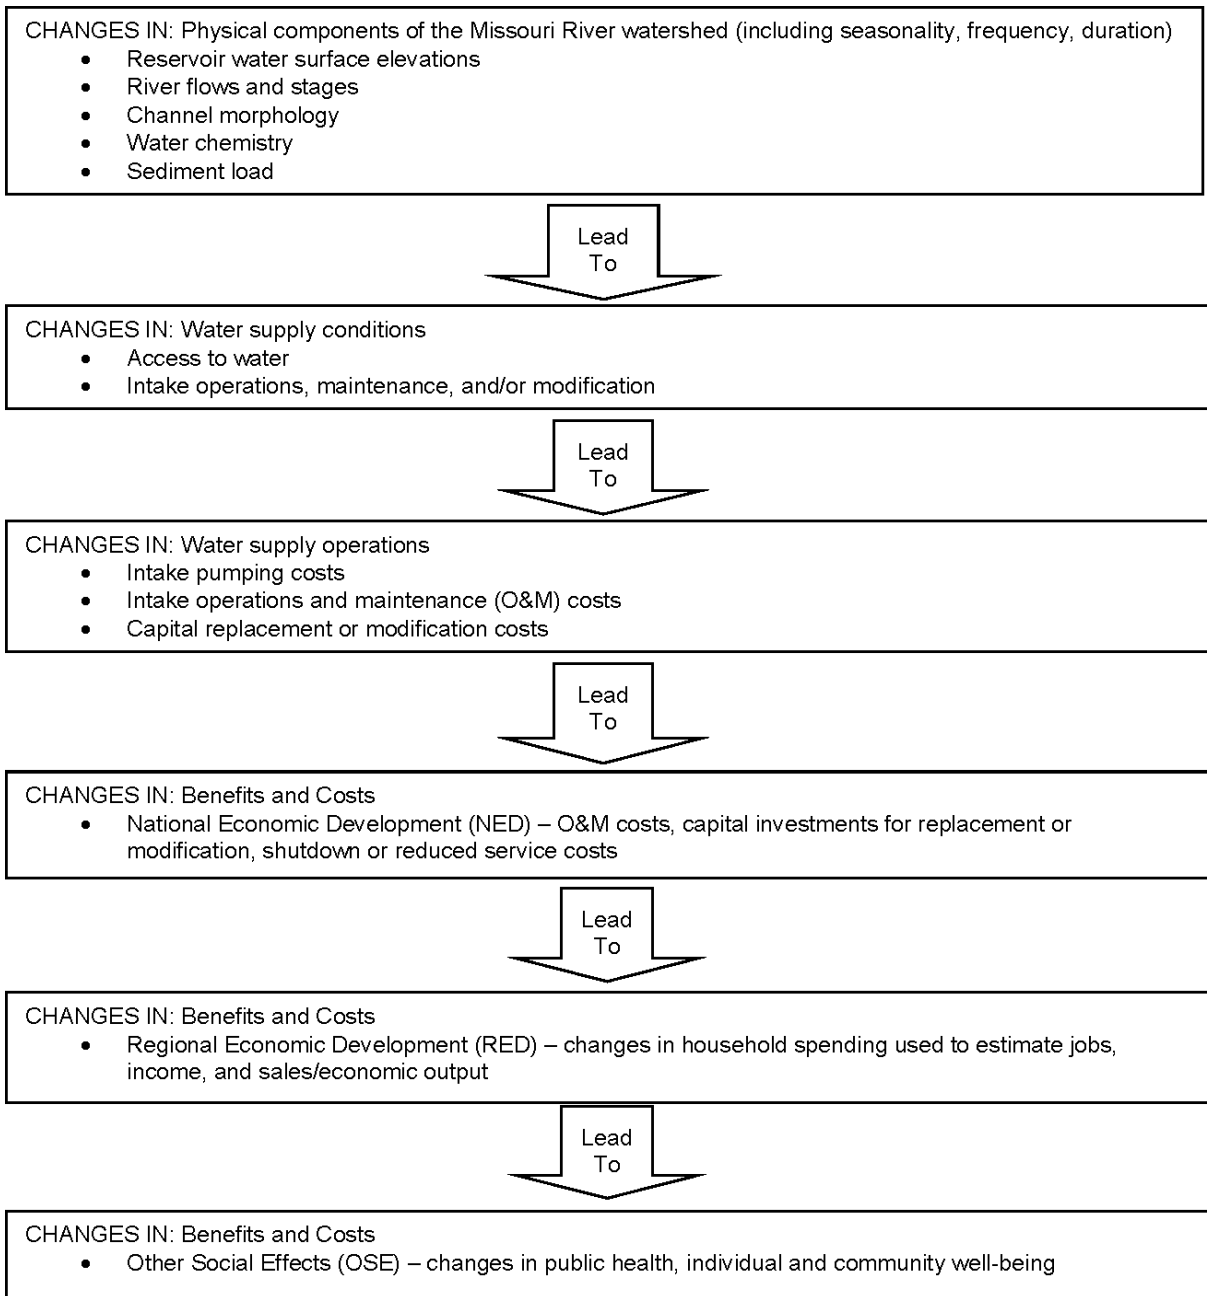 CHANGES IN: Physical components of the Missouri River watershed (including seasonality, frequency, duration)
• Reservoir water surface elevations
• River flows and stages
• Channel morphology
• Water chemistry
• Sediment load
Lead
To
CHANGES IN: Water supply conditions
• Access to water
• Intake operations, maintenance, and/or modification
Lead
To
CHANGES IN: Water supply operations
• Intake pumping costs
• Intake operations and maintenance (O&M) costs
• Capital replacement or modification costs
Lead
To
CHANGES IN: Benefits and Costs
• National Economic Development (NED) – O&M costs, capital investments for replacement or
modification, shutdown or reduced service costs
Lead
To
CHANGES IN: Benefits and Costs
• Regional Economic Development (RED) – changes in household spending used to estimate jobs,
income, and sales/economic output
Lead
To
CHANGES IN: Benefits and Costs
• Other Social Effects (OSE) – changes in public health, individual and community well-being